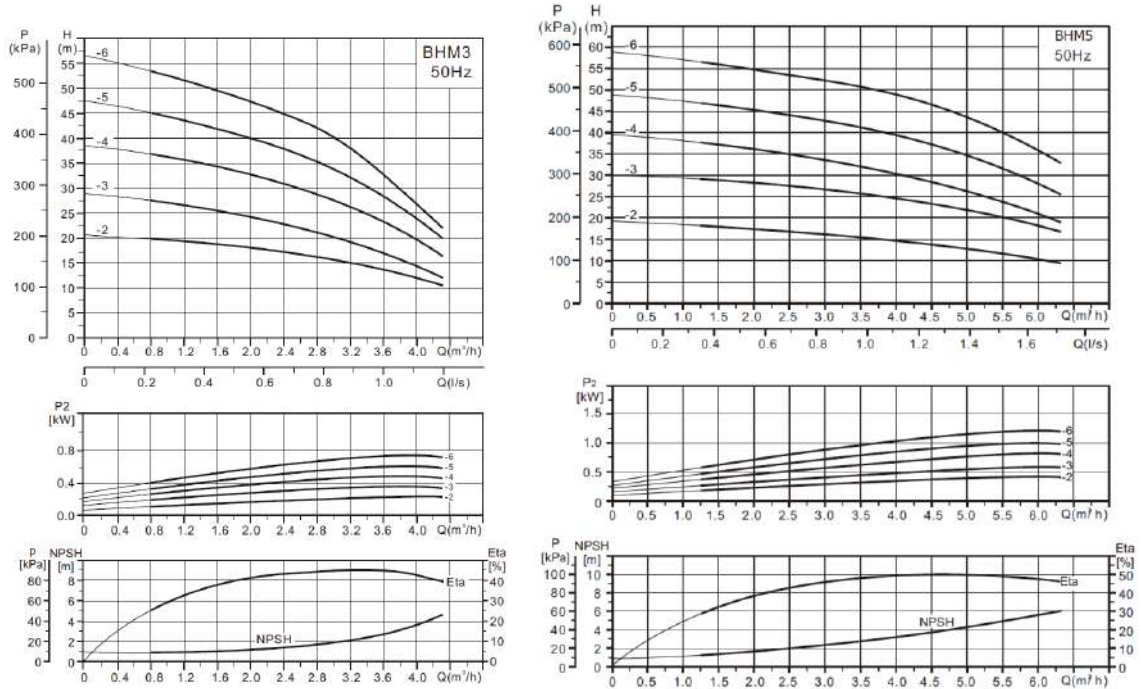 P
(kPa)
H
(m)
BHM3
50Hz
500
400
300
200
100
0
55
50
45
40
35
30
25
20
15
10
5
0
-6
-5
-4
-3
-2
0 0.4 0.8 1.2 1.6 2.0 2.4 2.8 3.2 3.6 4.0 Q(m³/h)
0 0.2 0.4 0.6 0.8 1.0 Q(l/s)
P2
[kW]
0.8
0.4
0.0
-6
-5
-4
-3
-2
0 0.4 0.8 1.2 1.6 2.0 2.4 2.8 3.2 3.6 4.0 Q(m³/h)
P
[kPa]
NPSH
[m]
Eta
[%]
80 8 40
60 6 30
40 4 20
20 2 10
0 0 0
Eta
NPSH
0 0.4 0.8 1.2 1.6 2.0 2.4 2.8 3.2 3.6 4.0 Q(m³/h)
P
(kPa)
H
(m)
BHM5
50Hz
600
500
400
300
200
100
0
60
55
50
45
40
35
30
25
20
15
10
5
0
-6
-5
-4
-3
-2
0 0.5 1.0 1.5 2.0 2.5 3.0 3.5 4.0 4.5 5.0 5.5 6.0 Q(m³ h)
0 0.2 0.4 0.6 0.8 1.0 1.2 1.4 1.6 Q(l/s)
P2
[kW]
1.5
1.0
0.5
0
-6
-5
-4
-3
-2
0 0.5 1.0 1.5 2.0 2.5 3.0 3.5 4.0 4.5 5.0 5.5 6.0 Q(m³ h)
P
[kPa]
NPSH
[m]
Eta
[%]
100 10 50
80 8 40
60 6 30
40 4 20
20 2 10
0 0 0
Eta
NPSH
0 0.5 1.0 1.5 2.0 2.5 3.0 3.5 4.0 4.5 5.0 5.5 6.0 Q(m³ h)